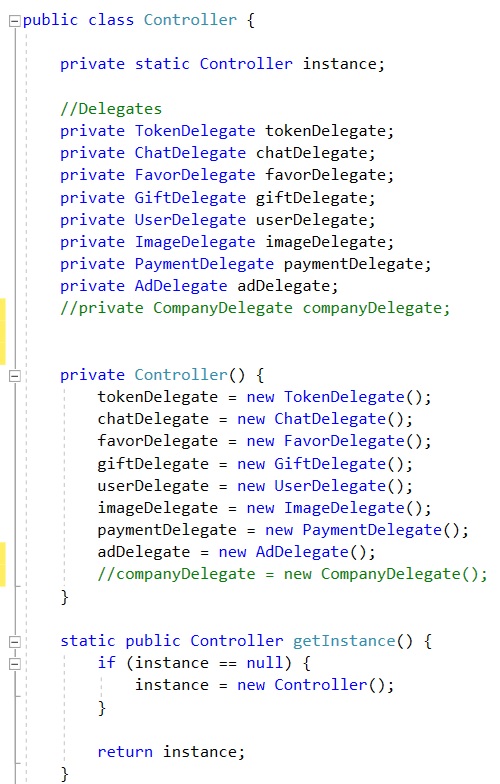 public class Controller {
private static Controller instance;
//Delegates
private TokenDelegate tokenDelegate;
private ChatDelegate chatDelegate;
private FavorDelegate favorDelegate;
private GiftDelegate giftDelegate;
private UserDelegate userDelegate;
private ImageDelegate imageDelegate;
private PaymentDelegate paymentDelegate;
private AdDelegate adDelegate;
//private CompanyDelegate companyDelegate;
private Controller() {
tokenDelegate = new TokenDelegate();
chatDelegate = new ChatDelegate();
favorDelegate = new FavorDelegate();
giftDelegate = new GiftDelegate();
userDelegate = new UserDelegate();
imageDelegate = new ImageDelegate();
paymentDelegate = new PaymentDelegate();
adDelegate = new AdDelegate();
//companyDelegate = new CompanyDelegate();
}
static public Controller getInstance() {
if (instance == null) {
instance = new Controller();
}
return instance;
}